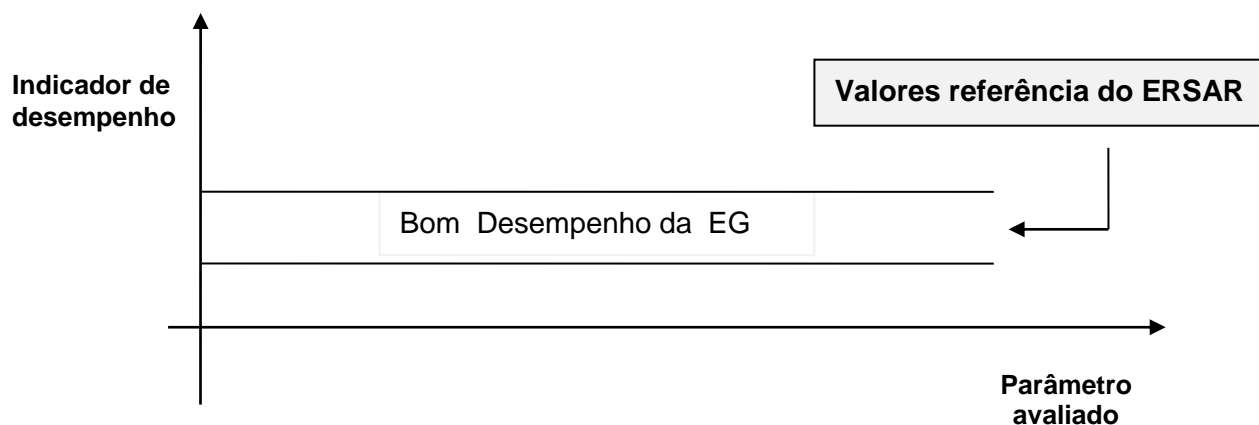 Indicador de
desempenho
Valores referência do ERSAR
Bom Desempenho da EG
Parâmetro
avaliado